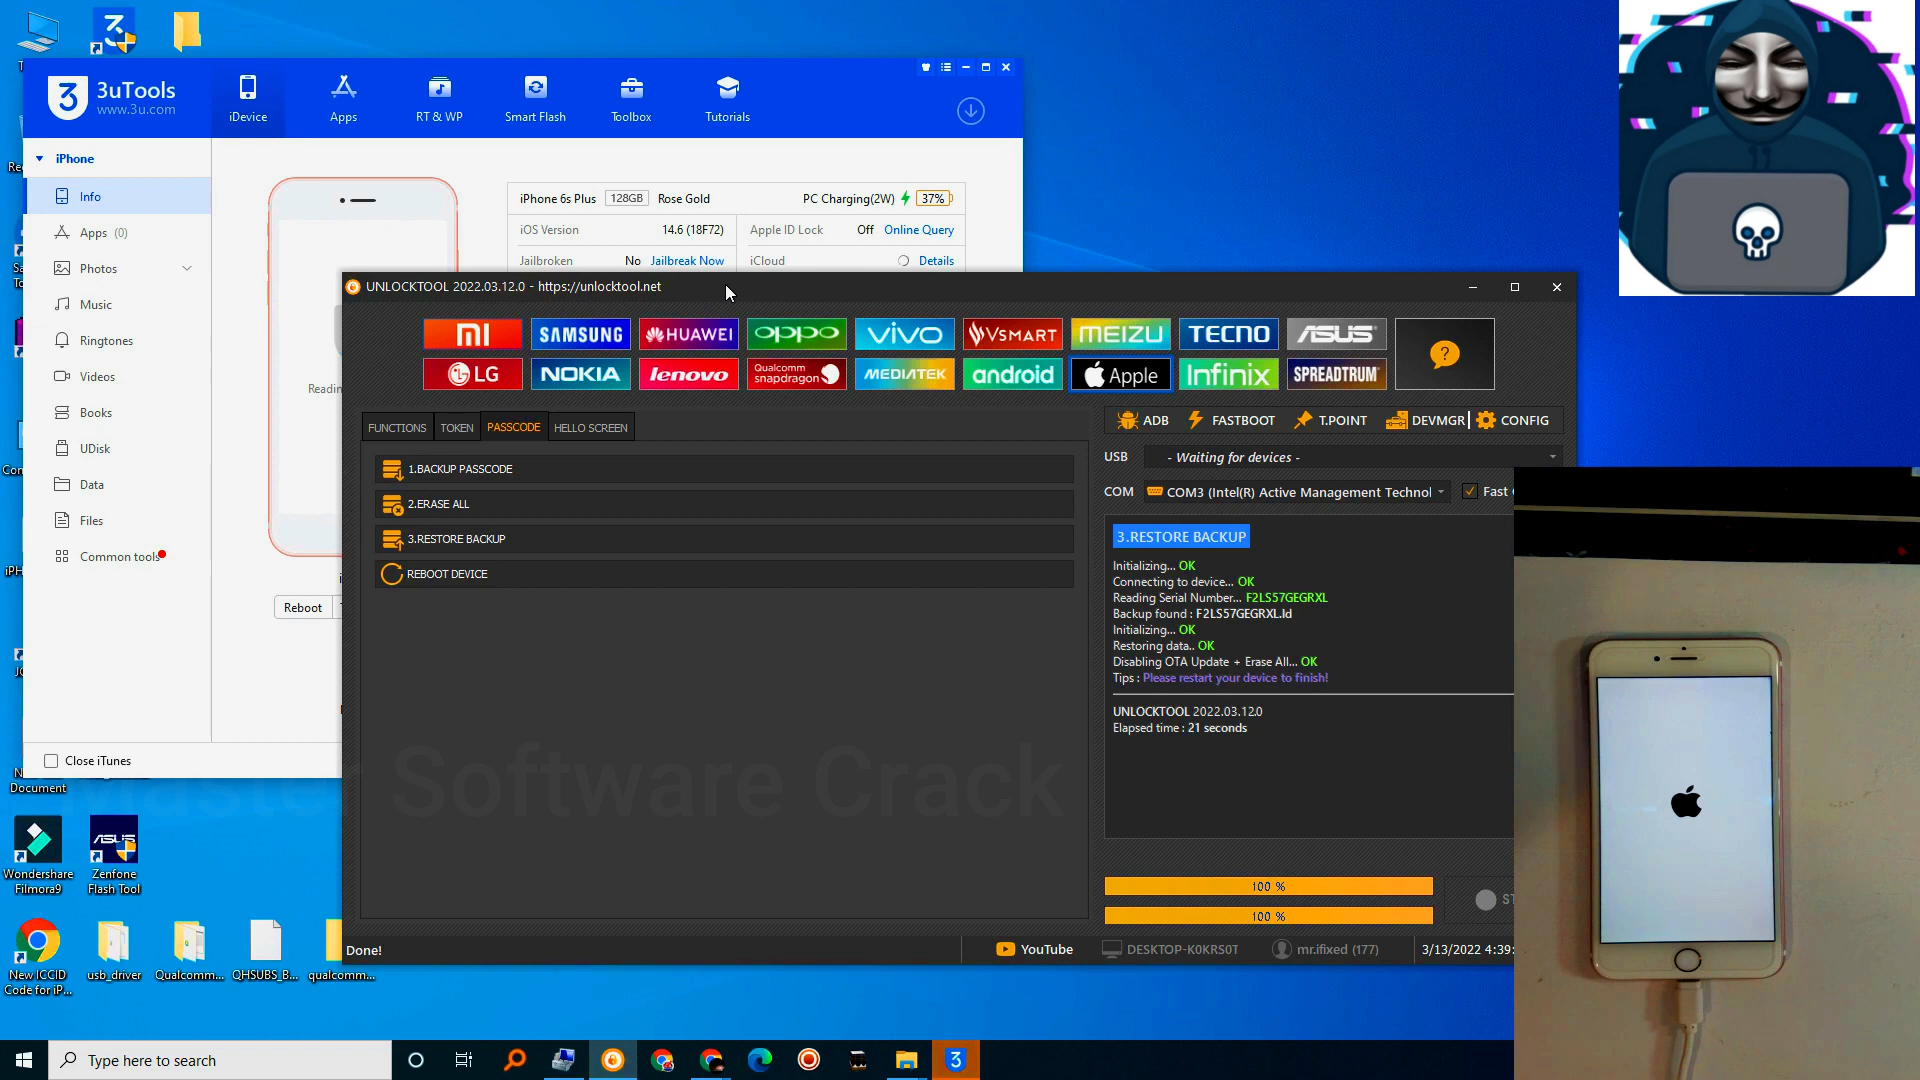 3uTools
www.3u.com
iDevice
Apps
RT & WP
Smart Flash
Toolbox
Tutorials
iPhone
Info
Apps (0)
Photos
Music
Ringtones
Videos
Books
UDisk
Data
Files
Common tools
Close iTunes
iPhone 6s Plus 128GB Rose Gold PC Charging(2W) 37%
iOS Version 14.6 (18F72) Apple ID Lock Off Online Query
Jailbroken No Jailbreak Now iCloud Details
Readin
Reboot
UNLOCKTOOL 2022.03.12.0 - https://unlocktool.net
MI SAMSUNG HUAWEI OPPO VIVO VSMART MEIZU TECNO ASUS ?
LG NOKIA lenovo Qualcomm snapdragon MEDIATEK android Apple Infinix SPREADTRUM
FUNCTIONS TOKEN PASSCODE HELLO SCREEN
1.BACKUP PASSCODE
2.ERASE ALL
3.RESTORE BACKUP
REBOOT DEVICE
ADB FASTBOOT T.POINT DEVMGR CONFIG
USB - Waiting for devices -
COM COM3 (Intel(R) Active Management Technol Fast
3.RESTORE BACKUP
Initializing... OK
Connecting to device... OK
Reading Serial Number... F2LS57GEGRXL
Backup found : F2LS57GEGRXL.ld
Initializing... OK
Restoring data.. OK
Disabling OTA Update + Erase All... OK
Tips : Please restart your device to finish!
UNLOCKTOOL 2022.03.12.0
Elapsed time : 21 seconds
Master Software Crack
100 %
100 %
ST
Done!
YouTube
DESKTOP-K0KRS0T
mr.ifixed (177)
3/13/2022 4:39:
Document
Wondershare
Filmora9
ASUS
Zenfone
Flash Tool
New ICCID
Code for iP...
usb_driver
Qualcomm...
QHSUBS_B...
qualcomm...
Type here to search